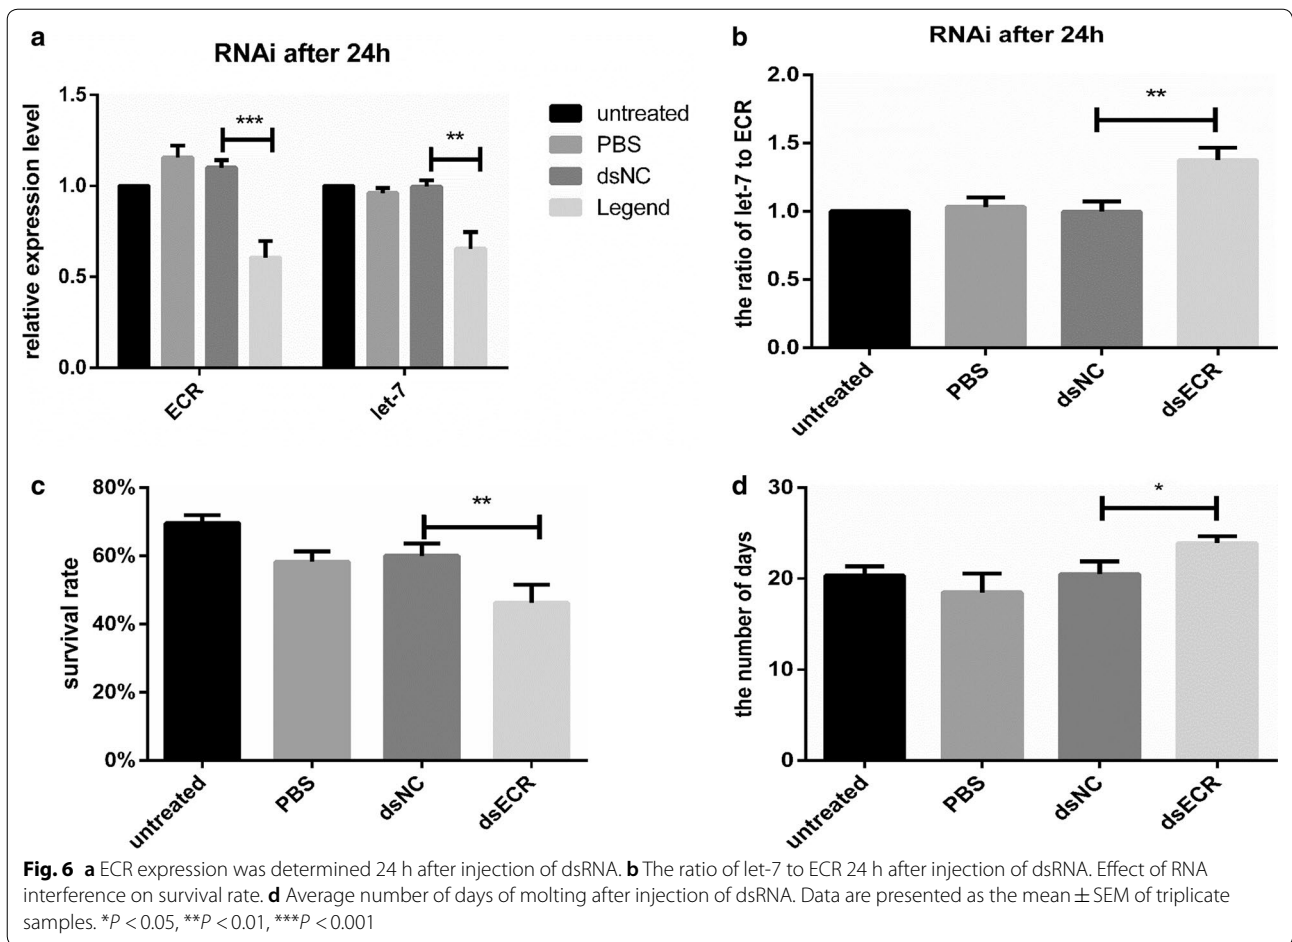 a
RNAi after 24h
relative expression level
1.5
1.0
0.5
0.0
***
**
ECR
let-7
untreated
PBS
dsNC
Legend
b
RNAi after 24h
the ratio of let-7 to ECR
2.0
1.5
1.0
0.5
0.0
**
untreated
PBS
dsNC
dsECR
c
survival rate
80%
60%
40%
20%
0%
**
untreated
PBS
dsNC
dsECR
d
the number of days
30
20
10
0
*
untreated
PBS
dsNC
dsECR
Fig. 6 a ECR expression was determined 24 h after injection of dsRNA. b The ratio of let-7 to ECR 24 h after injection of dsRNA. Effect of RNA
interference on survival rate. d Average number of days of molting after injection of dsRNA. Data are presented as the mean ± SEM of triplicate
samples. *P < 0.05, **P < 0.01, ***P < 0.001